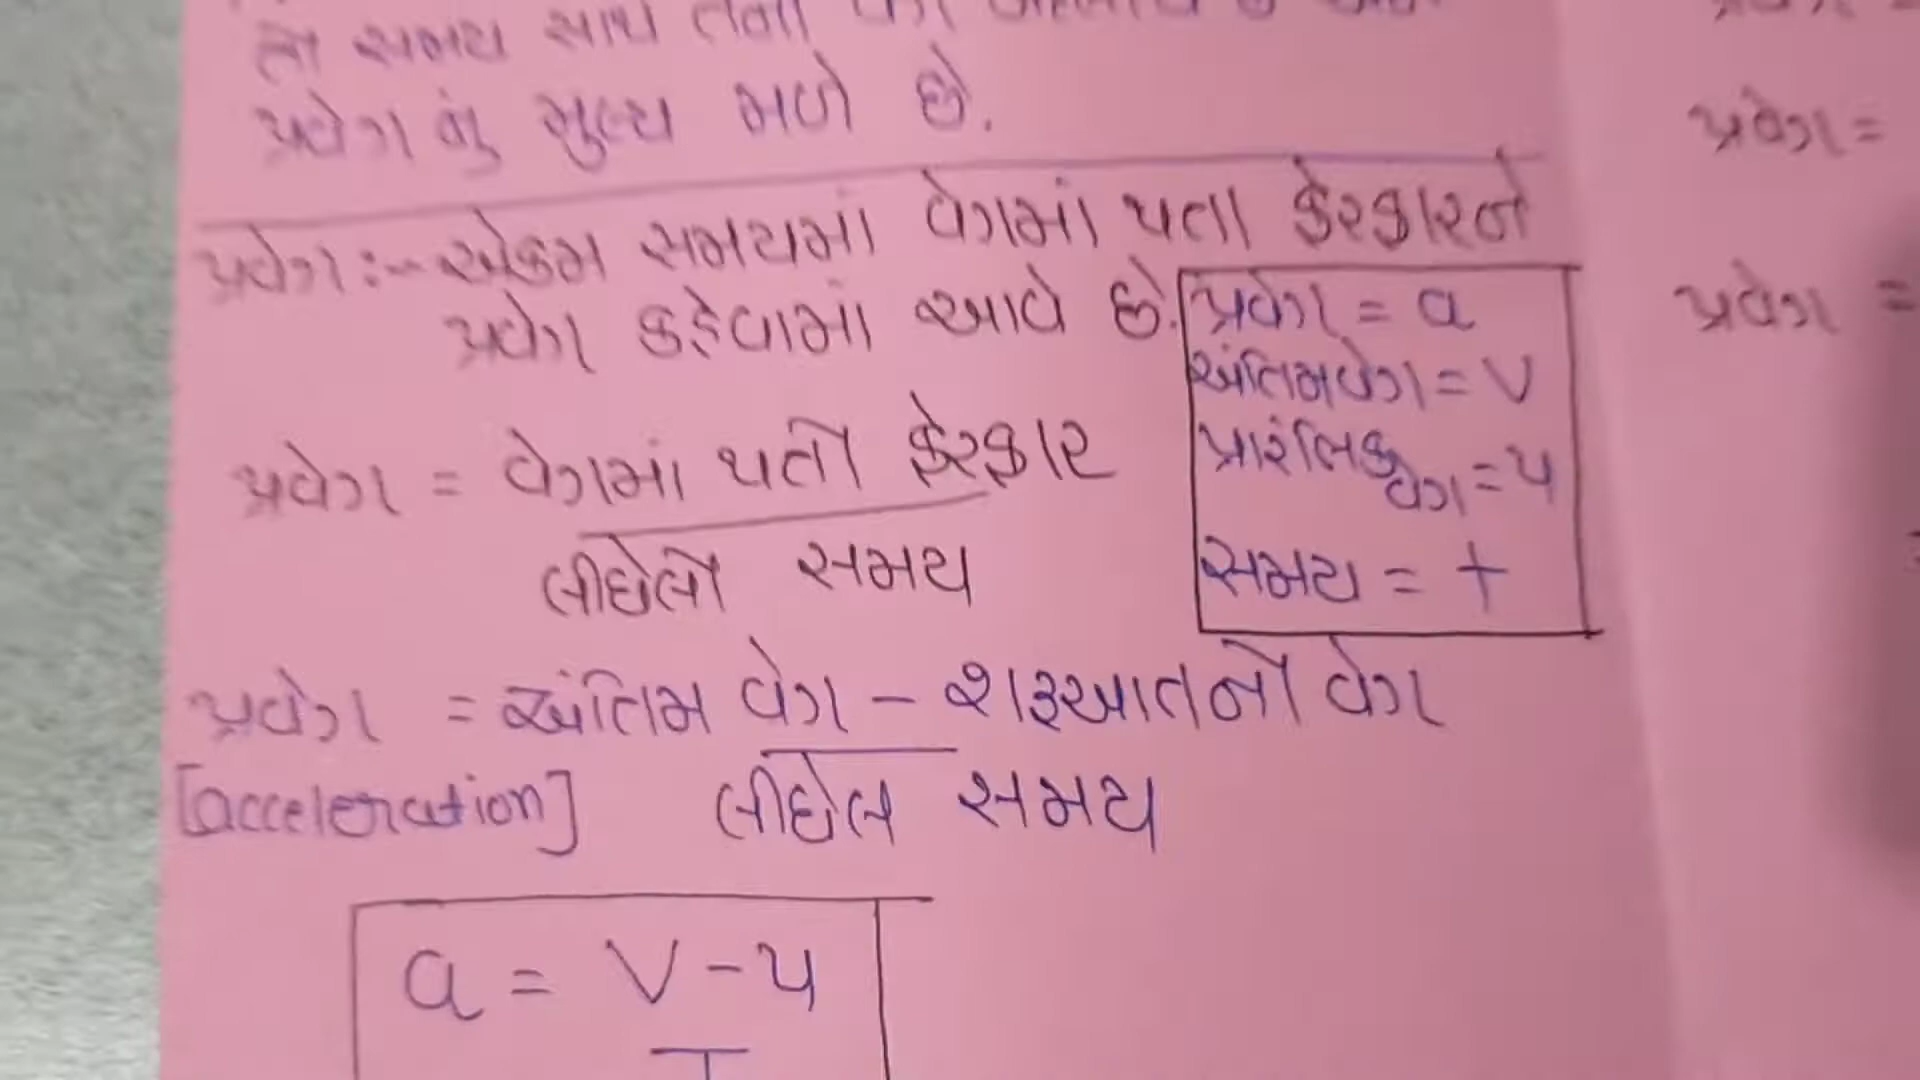 તો સમય સાથે તેનો
પ્રવેગ નું મુલ્ય મળે છે.
પ્રવેગ:- એકમ સમયમાં વેગમાં થતા ફેરફારને
પ્રવેગ કહેવામાં આવે છે.
પ્રવેગ = a
અંતિમવેગ = v
પ્રારંભિક
વેગ = u
સમય = t
પ્રવેગ = વેગમાં થતો ફેરફાર
લીધેલો સમય
પ્રવેગ = અંતિમ વેગ - શરૂઆતનો વેગ
[acceleration] લીધેલ સમય
a = v - u
પ્રવેગ =
પ્રવેગ =